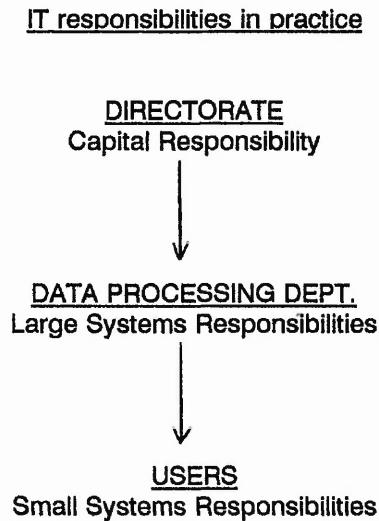 IT responsibilities in practice
DIRECTORATE
Capital Responsibility
DATA PROCESSING DEPT.
Large Systems Responsibilities
USERS
Small Systems Responsibilities